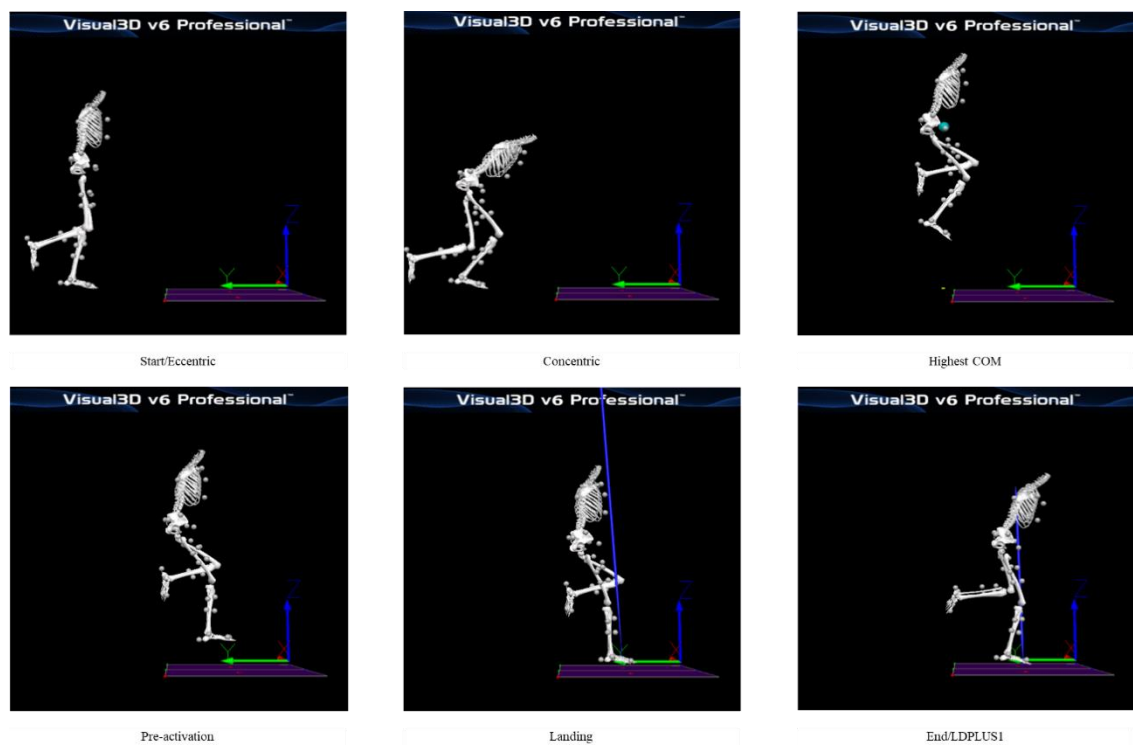 Visual3D v6 Professional™
Visual3D v6 Professional™
Visual3D v6 Professional™
Z
Y
X
Z
Y
X
Z
Y
X
Start/Eccentric
Concentric
Highest COM
Visual3D v6 Professional™
Visual3D v6 Professional™
Visual3D v6 Professional™
Z
Y
X
Z
Y
X
Z
Y
X
Pre-activation
Landing
End/LDPLUS1